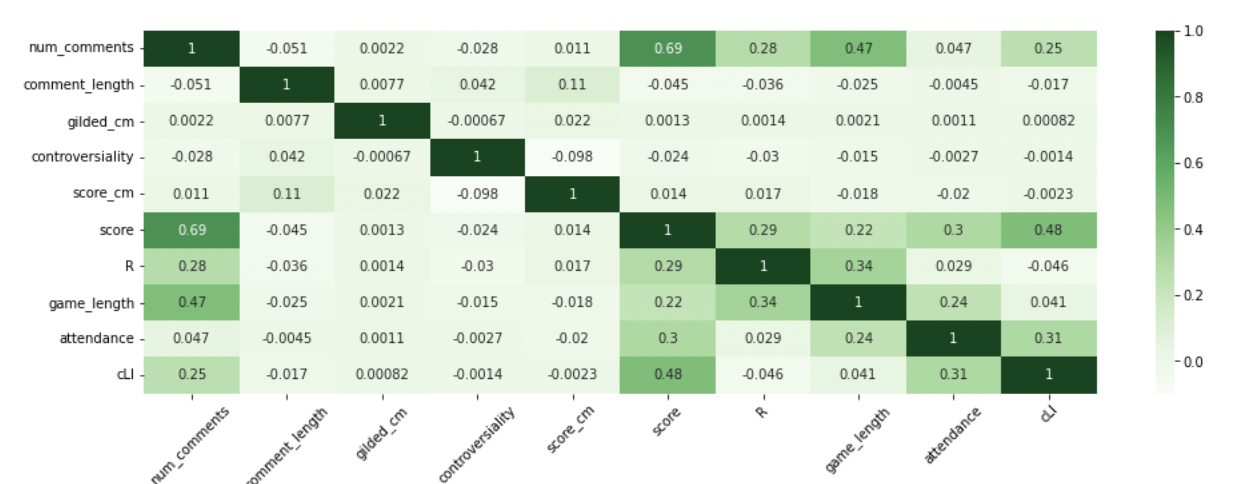 num_comments 1 -0.051 0.0022 -0.028 0.011 0.69 0.28 0.47 0.047 0.25
comment_length -0.051 1 0.0077 0.042 0.11 -0.045 -0.036 -0.025 -0.0045 -0.017
gilded_cm 0.0022 0.0077 1 -0.00067 0.022 0.0013 0.0014 0.0021 0.0011 0.00082
controversiality -0.028 0.042 -0.00067 1 -0.098 -0.024 -0.03 -0.015 -0.0027 -0.0014
score_cm 0.011 0.11 0.022 -0.098 1 0.014 0.017 -0.018 -0.02 -0.0023
score 0.69 -0.045 0.0013 -0.024 0.014 1 0.29 0.22 0.3 0.48
R 0.28 -0.036 0.0014 -0.03 0.017 0.29 1 0.34 0.029 -0.046
game_length 0.47 -0.025 0.0021 -0.015 -0.018 0.22 0.34 1 0.24 0.041
attendance 0.047 -0.0045 0.0011 -0.0027 -0.02 0.3 0.029 0.24 1 0.31
cLI 0.25 -0.017 0.00082 -0.0014 -0.0023 0.48 -0.046 0.041 0.31 1
num_comments omment_length gilded_cm controversiality score_cm score R game_length attendance cLI
1.0
0.8
0.6
0.4
0.2
0.0